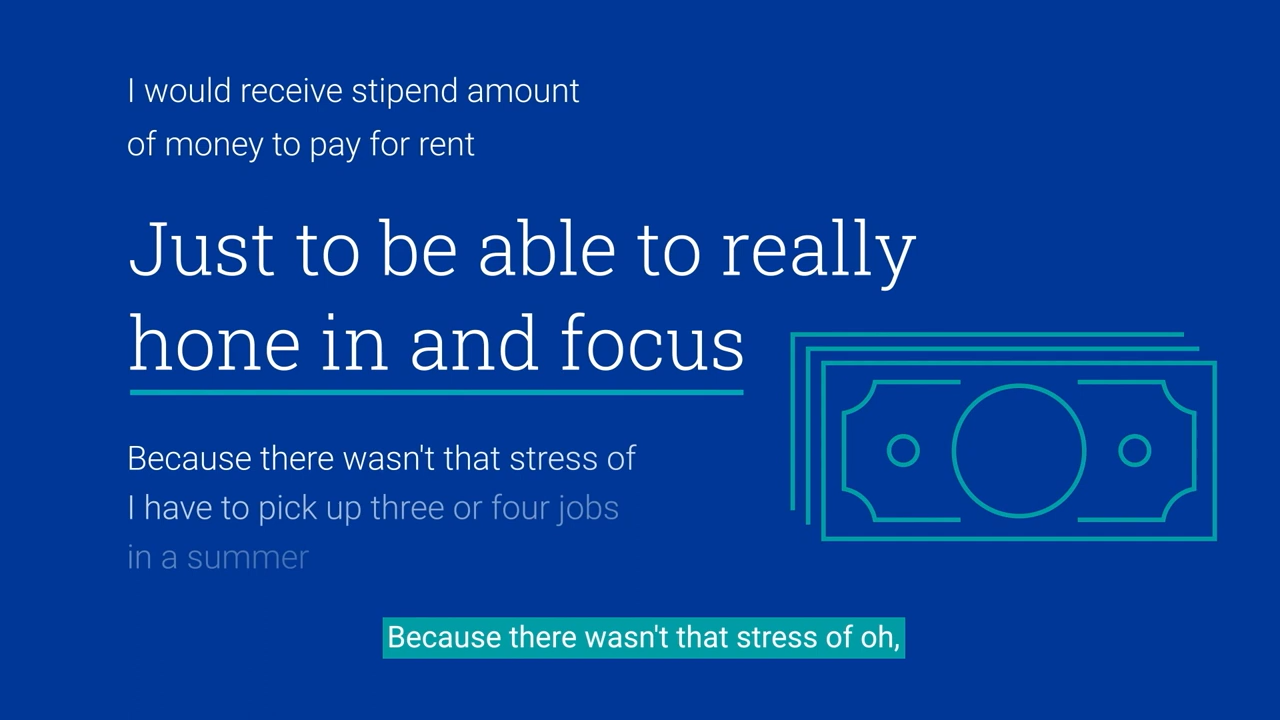 I would receive stipend amount
of money to pay for rent
Just to be able to really
hone in and focus
Because there wasn't that stress of
I have to pick up three or four jobs
in a summer
Because there wasn't that stress of oh,